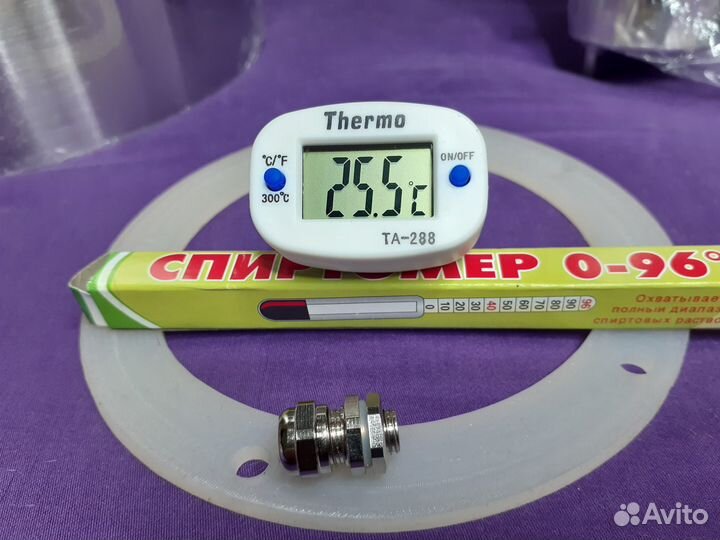 Thermo
°C/°F
ON/OFF
25.5°C
300°C
TA-288
СПИРТОМЕР 0-96°
0 10 20 30 40 50 60 70 80 90 96
Охватывае
полный диапаз
спиртовых раство
Avito